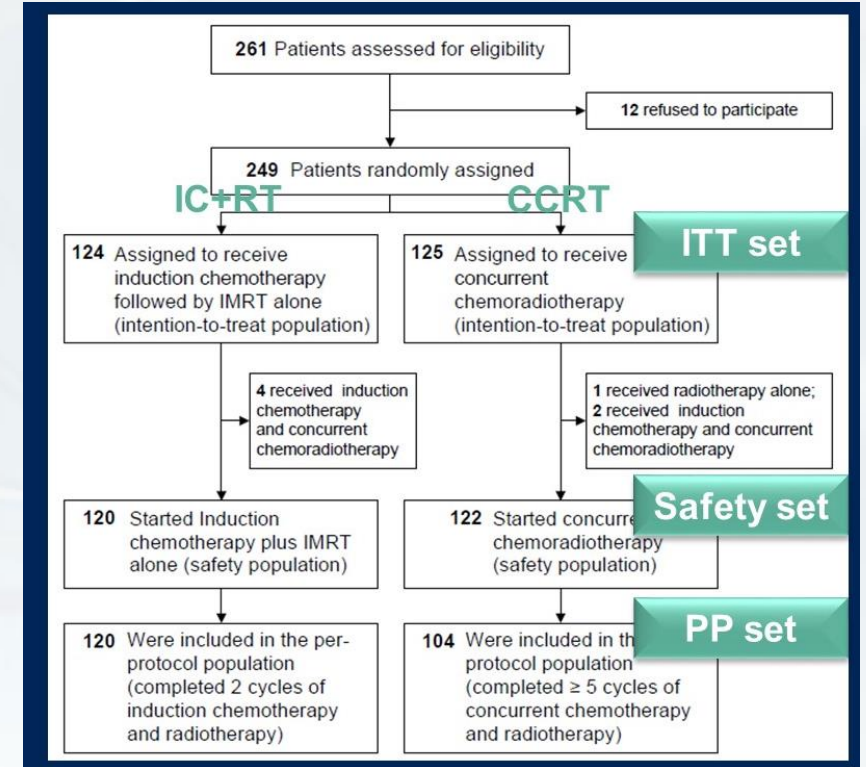 261 Patients assessed for eligibility
12 refused to participate
249 Patients randomly assigned
IC+RT
CCRT
ITT set
124 Assigned to receive
induction chemotherapy
followed by IMRT alone
(intention-to-treat population)
125 Assigned to receive
concurrent
chemoradiotherapy
(intention-to-treat population)
4 received induction
chemotherapy
and concurrent
chemoradiotherapy
1 received radiotherapy alone;
2 received induction
chemotherapy and concurrent
chemoradiotherapy
Safety set
120 Started Induction
chemotherapy plus IMRT
alone (safety population)
122 Started concurre
chemoradiotherapy
(safety population)
PP set
120 Were included in the per-
protocol population
(completed 2 cycles of
induction chemotherapy
and radiotherapy)
104 Were included in th
protocol population
(completed ≥ 5 cycles of
concurrent chemotherapy
and radiotherapy)